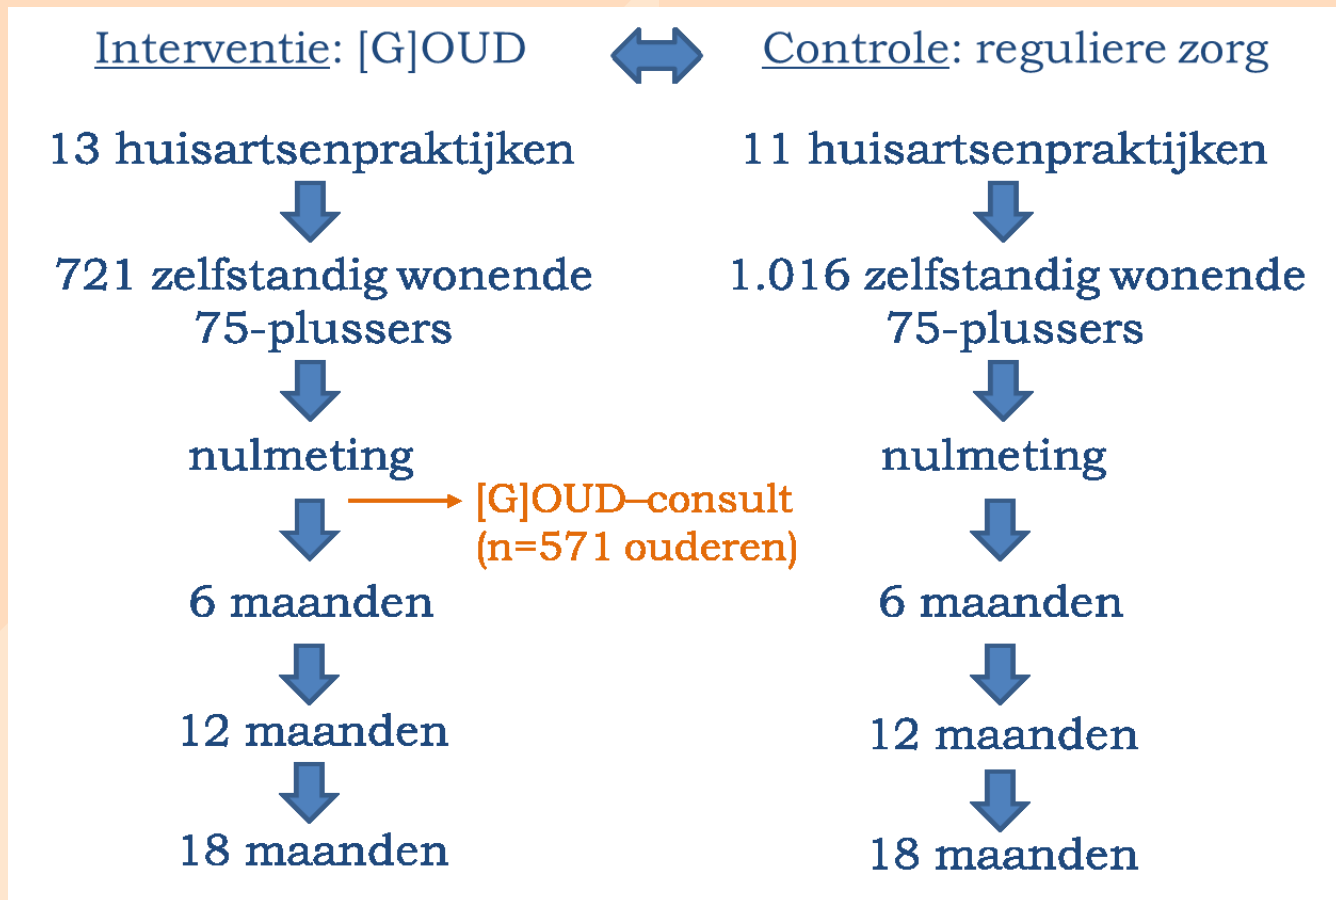 Interventie: [G]OUD
Controle: reguliere zorg
13 huisartsenpraktijken
11 huisartsenpraktijken
721 zelfstandig wonende
75-plussers
1.016 zelfstandig wonende
75-plussers
nulmeting
nulmeting
[G]OUD–consult
(n=571 ouderen)
6 maanden
6 maanden
12 maanden
12 maanden
18 maanden
18 maanden